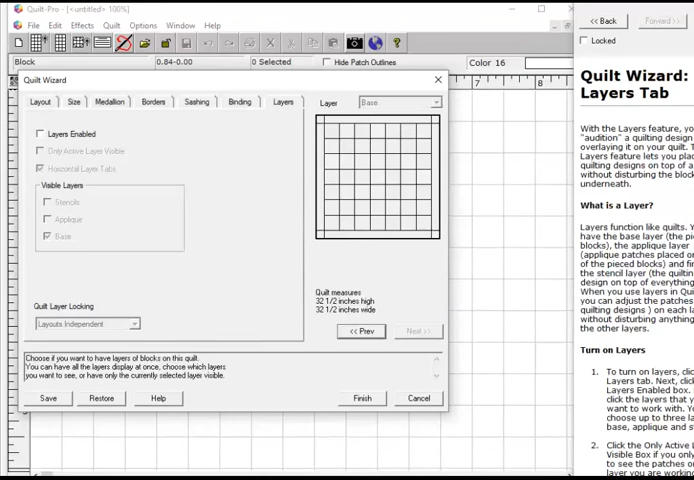 Quilt-Pro - [<untitled> 100%]
File Edit Effects Quilt Options Window Help
Block 0.84-0.00 0 Selected Hide Patch Outlines Color 16
7 8
Quilt Wizard
Layout Size Medallion Borders Sashing Binding Layers
Layer Base
Layers Enabled
Only Active Layer Visible
Horizontal Layer Tabs
Visible Layers
Stencils
Applique
Base
Quilt Layer Locking
Layouts Independent
Quilt measures
32 1/2 inches high
32 1/2 inches wide
<< Prev Next >>
Choose if you want to have layers of blocks on this quilt.
You can have all the layers display at once, choose which layers
you want to see, or have only the currently selected layer visible.
Save Restore Help Finish Cancel
<< Back Forward >>
Locked
Quilt Wizard:
Layers Tab
With the Layers feature, you
"audition" a quilting design
overlaying it on your quilt. T
Layers feature lets you plac
quilting designs on top of a
without disturbing the block
underneath.
What is a Layer?
Layers function like quilts. Y
have the base layer (the pi
blocks), the applique layer
(applique patches placed o
of the pieced blocks) and fi
the stencil layer (the quiltin
design on top of everything
When you use layers in Qui
you can adjust the patches
quilting designs ) on each la
without disturbing anything
the other layers.
Turn on Layers
1. To turn on layers, clic
Layers tab. Next, click
Layers Enabled box.
click the layers that y
want to work with. Yo
choose up to three la
base, applique and s
2. Click the Only Active L
Visible Box if you only
to see the patches o
layer you are working